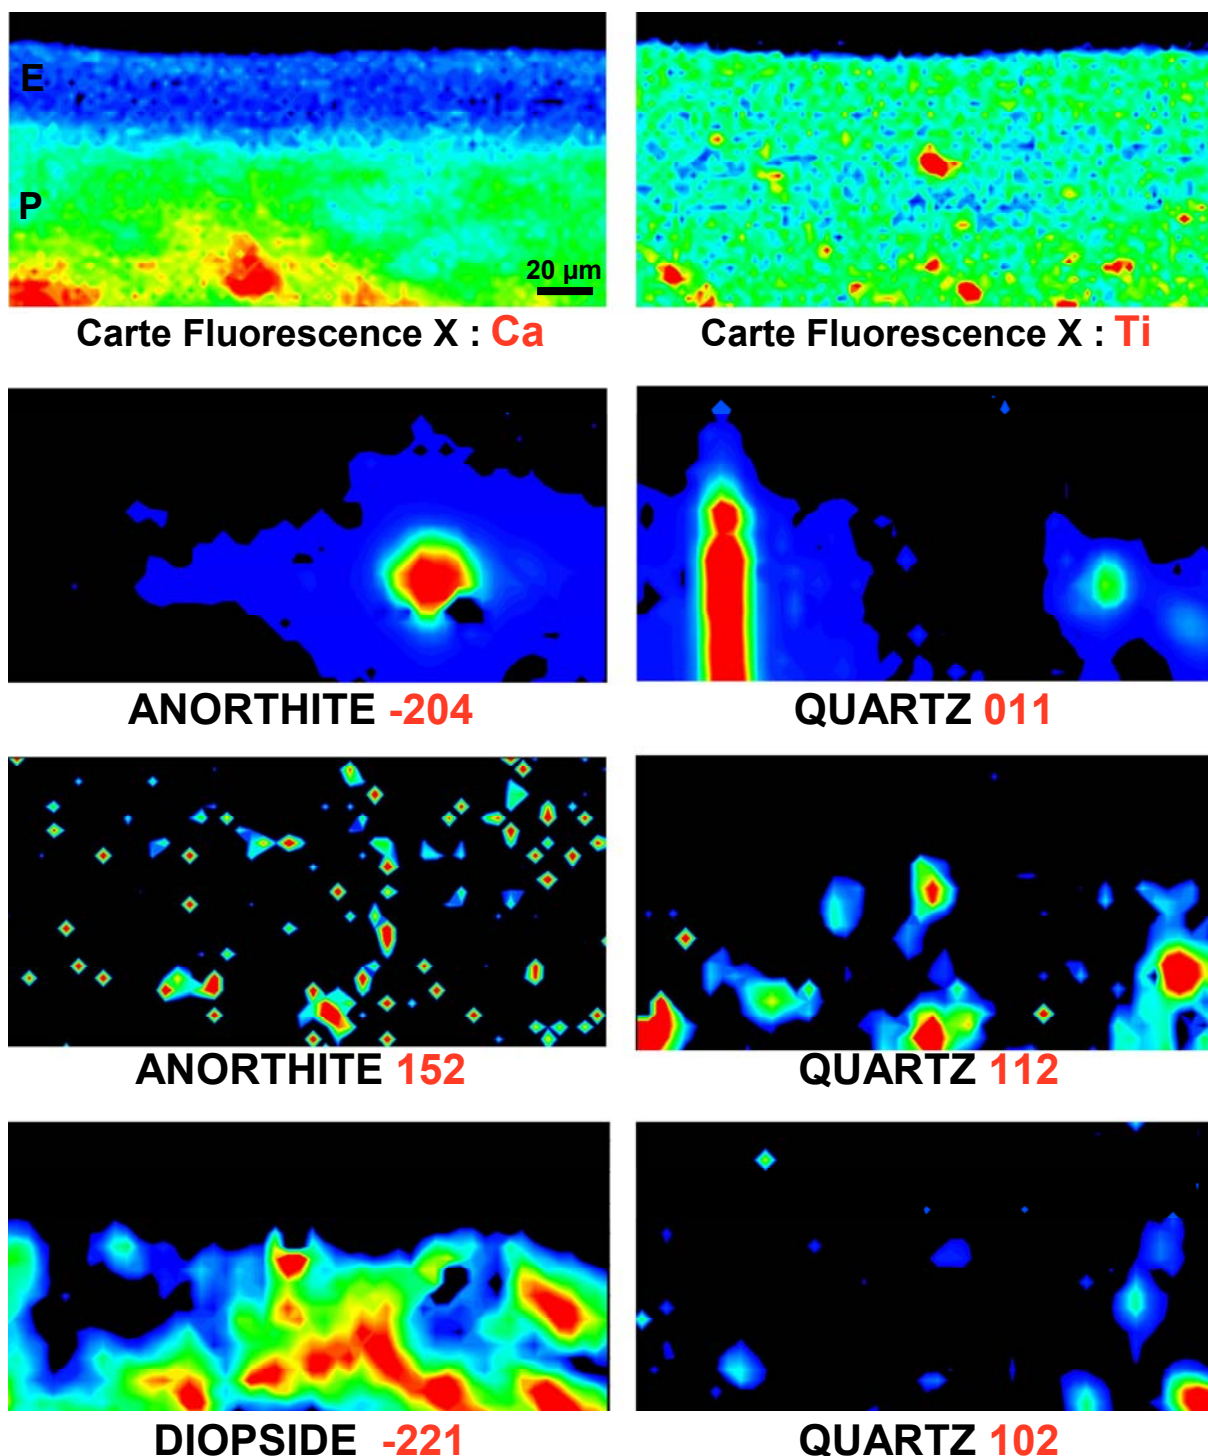 E
P
20 µm
Carte Fluorescence X : Ca
Carte Fluorescence X : Ti
ANORTHITE -204
QUARTZ 011
ANORTHITE 152
QUARTZ 112
DIOPSIDE -221
QUARTZ 102